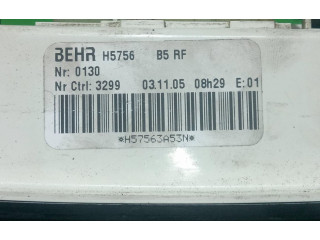 BEHR H5756 B5 RF
Nr: 0130
Nr Ctrl: 3299 03.11.05 08h29 E:01
*H57563A53N*